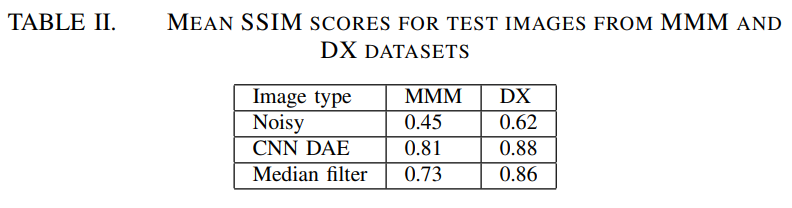 TABLE II. MEAN SSIM SCORES FOR TEST IMAGES FROM MMM AND
DX DATASETS
Image type MMM DX
Noisy 0.45 0.62
CNN DAE 0.81 0.88
Median filter 0.73 0.86